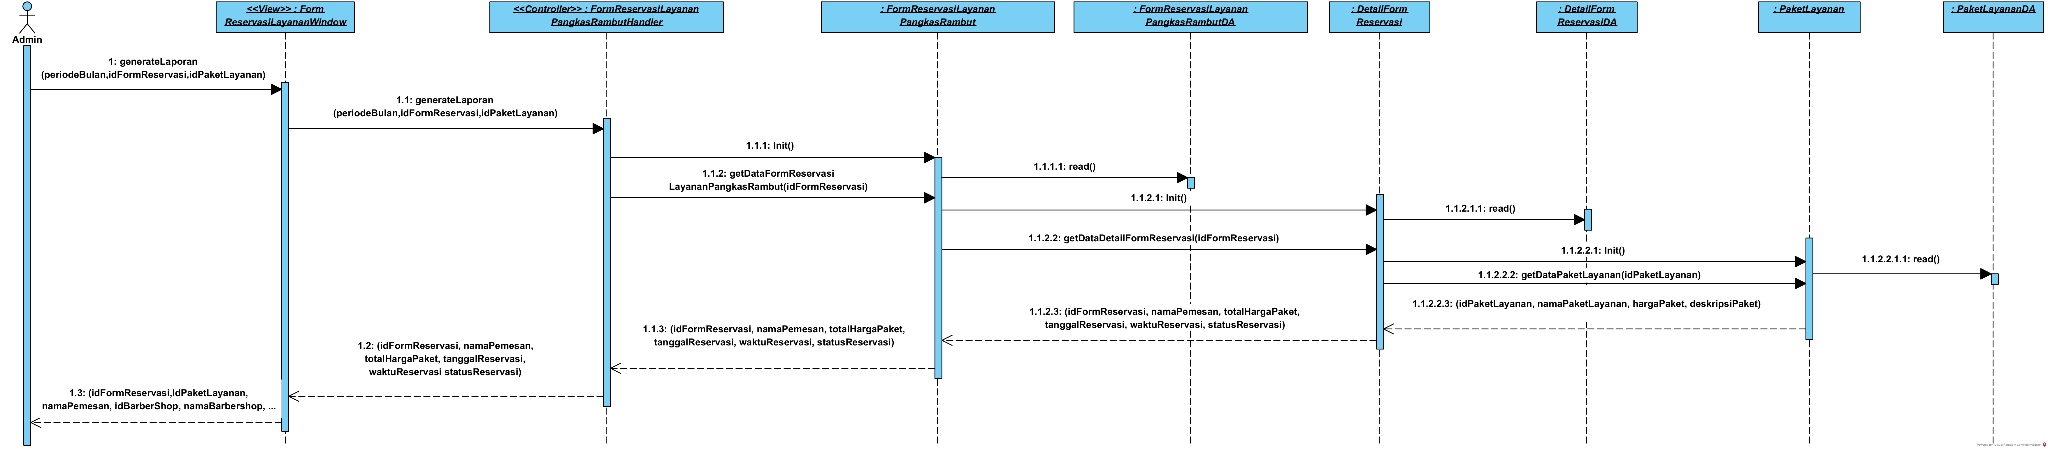 <<View>> : Form
ReservasiLayananWindow
<<Controller>> : FormReservasiLayanan
PangkasRambutHandler
: FormReservasiLayanan
PangkasRambut
: FormReservasiLayanan
PangkasRambutDA
: DetailForm
Reservasi
: DetailForm
ReservasiDA
: PaketLayanan
: PaketLayananDA
Admin
1: generateLaporan
(periodeBulan,idFormReservasi,idPaketLayanan)
1.1: generateLaporan
(periodeBulan,idFormReservasi,idPaketLayanan)
1.1.1: Init()
1.1.1.1: read()
1.1.2: getDataFormReservasi
LayananPangkasRambut(idFormReservasi)
1.1.2.1: Init()
1.1.2.1.1: read()
1.1.2.2: getDataDetailFormReservasi(idFormReservasi)
1.1.2.2.1: Init()
1.1.2.2.1.1: read()
1.1.2.2.2: getDataPaketLayanan(idPaketLayanan)
1.1.2.2.3: (idPaketLayanan, namaPaketLayanan, hargaPaket, deskripsiPaket)
1.1.2.3: (idFormReservasi, namaPemesan, totalHargaPaket,
tanggalReservasi, waktuReservasi, statusReservasi)
1.1.3: (idFormReservasi, namaPemesan, totalHargaPaket,
tanggalReservasi, waktuReservasi, statusReservasi)
1.2: (idFormReservasi, namaPemesan,
totalHargaPaket, tanggalReservasi,
waktuReservasi statusReservasi)
1.3: (idFormReservasi,idPaketLayanan,
namaPemesan, idBarberShop, namaBarbershop, ...